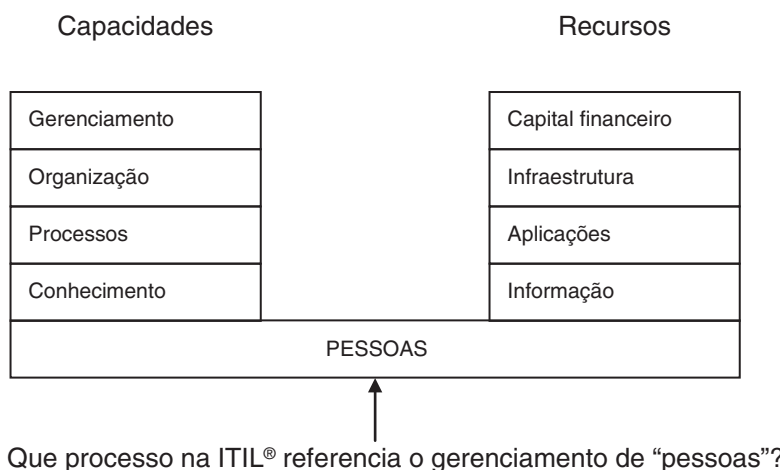 Capacidades
Recursos
Gerenciamento
Capital financeiro
Organização
Infraestrutura
Processos
Aplicações
Conhecimento
Informação
PESSOAS
Que processo na ITIL® referencia o gerenciamento de “pessoas”?